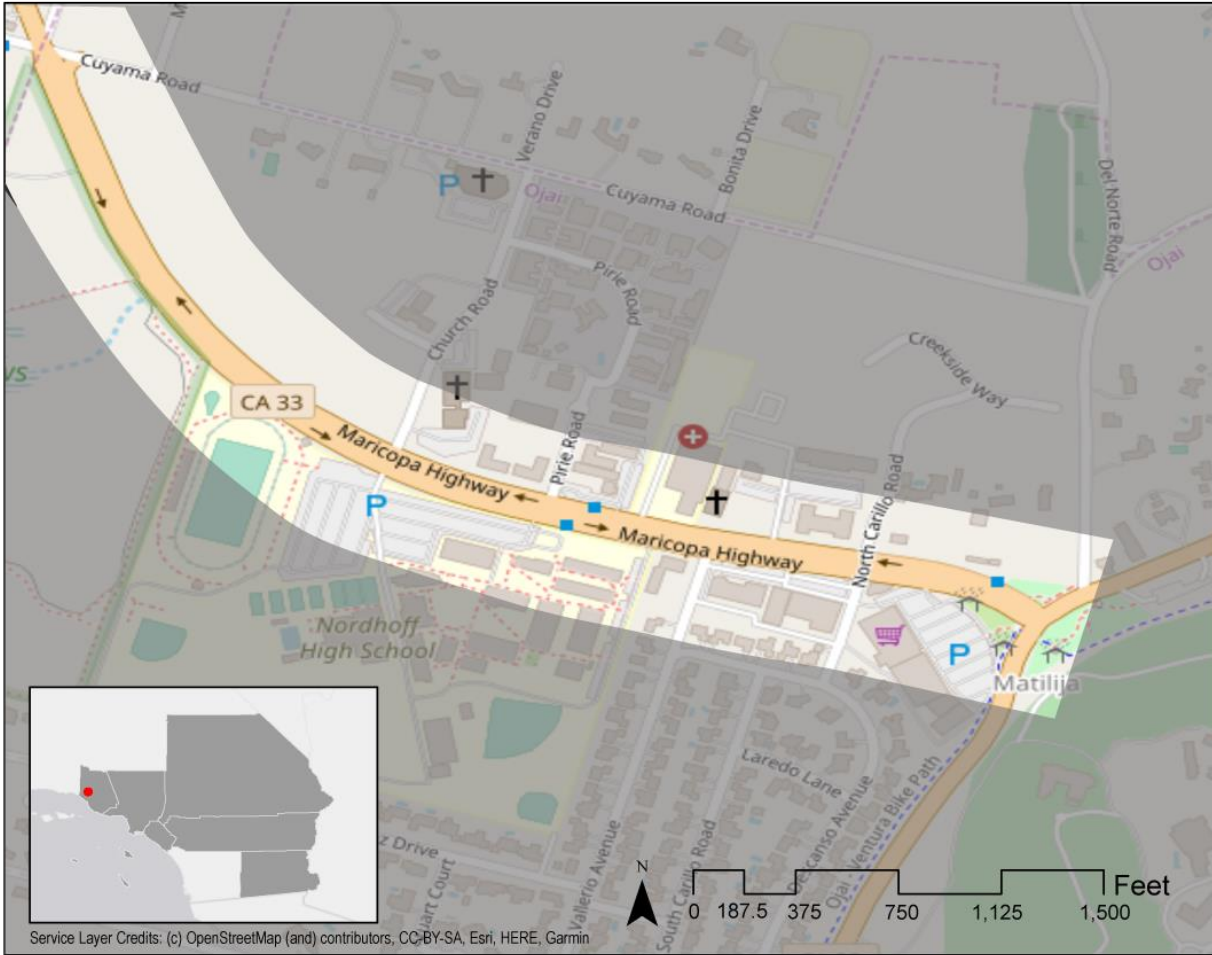 Cuyama Road
Verano Drive
Bonita Drive
P
Ojai
Cuyama Road
Del Norte Road
Ojai
Pirie Road
Church Road
Creekside Way
CA 33
Maricopa Highway
Pirie Road
P
Maricopa Highway
North Carillo Road
Nordhoff
High School
P
Matilija
Laredo Lane
Descanso Avenue
Ojai - Ventura Bike Path
z Drive
uart Court
Vallerio Avenue
South Carillo Road
N
Feet
0 187.5 375 750 1,125 1,500
Service Layer Credits: (c) OpenStreetMap (and) contributors, CC-BY-SA, Esri, HERE, Garmin